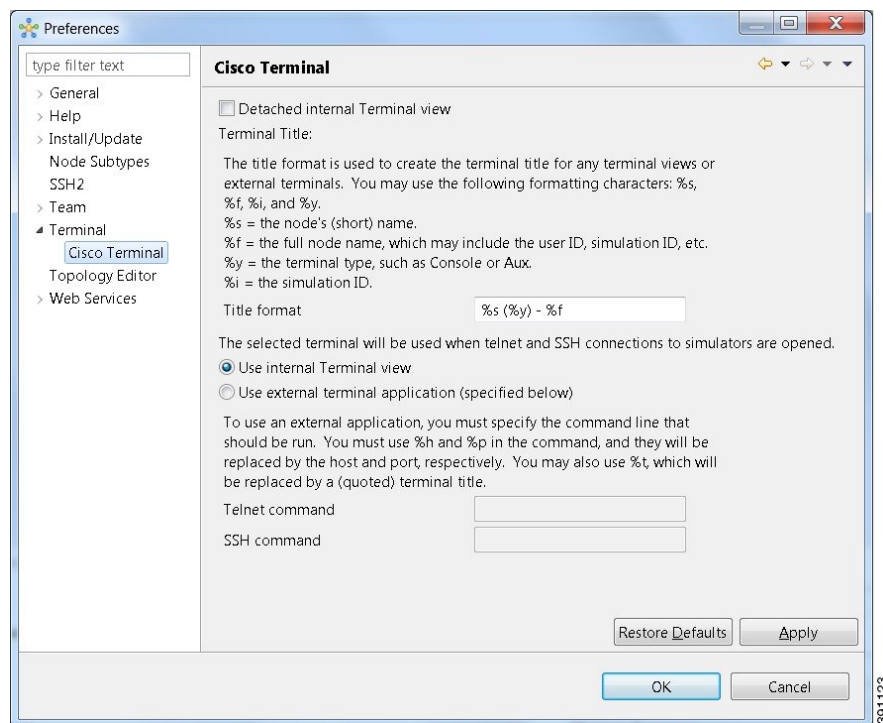 Preferences
type filter text
General
Help
Install/Update
Node Subtypes
SSH2
Team
Terminal
Cisco Terminal
Topology Editor
Web Services
Cisco Terminal
Detached internal Terminal view
Terminal Title:
The title format is used to create the terminal title for any terminal views or
external terminals. You may use the following formatting characters: %s,
%f, %i, and %y.
%s = the node's (short) name.
%f = the full node name, which may include the user ID, simulation ID, etc.
%y = the terminal type, such as Console or Aux.
%i = the simulation ID.
Title format %s (%y) - %f
The selected terminal will be used when telnet and SSH connections to simulators are opened.
Use internal Terminal view
Use external terminal application (specified below)
To use an external application, you must specify the command line that
should be run. You must use %h and %p in the command, and they will be
replaced by the host and port, respectively. You may also use %t, which will
be replaced by a (quoted) terminal title.
Telnet command
SSH command
Restore Defaults Apply
OK Cancel
391123